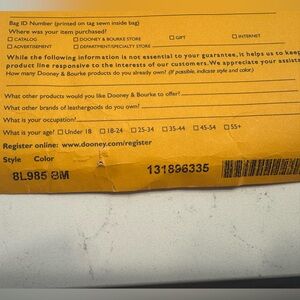 Bag ID Number (printed on tag sewn inside bag)
Where was your item purchased?
☐ CATALOG ☐ DOONEY & BOURKE STORE ☐ GIFT ☐ INTERNET
☐ ADVERTISEMENT ☐ DEPARTMENT/SPECIALTY STORE
While the following information is not essential to your guarantee, it helps us to keep
product line responsive to the interests of our customers. We appreciate your assist
How many Dooney & Bourke products do you already own? (If possible, indicate style and color.)
What other products would you like Dooney & Bourke to offer?
What other brands of leathergoods do you own?
What is your occupation?
What is your age? ☐ Under 18 ☐ 18-24 ☐ 25-34 ☐ 35-44 ☐ 45-54 ☐ 55+
Register online: www.dooney.com/register
Style Color
8L985 BM 131896335